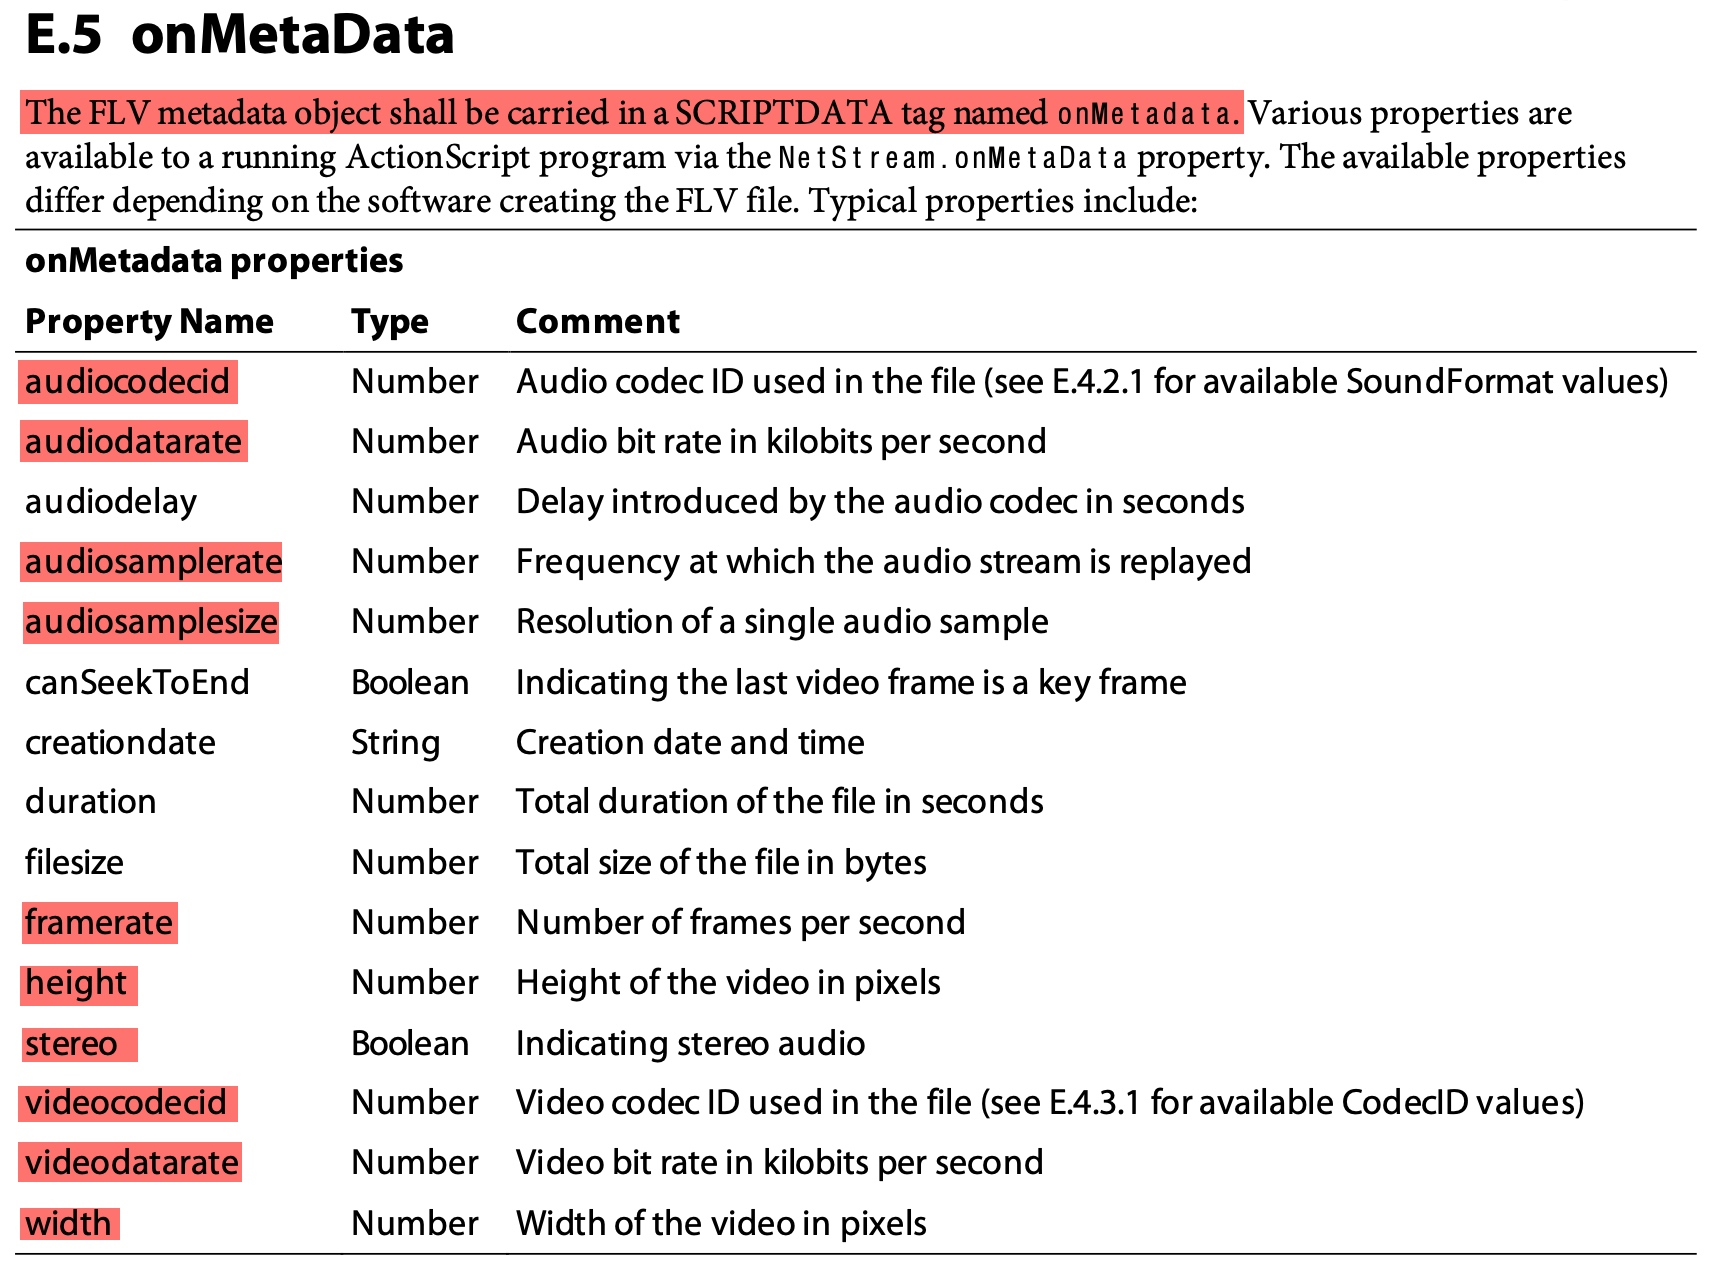 E.5 onMetaData
The FLV metadata object shall be carried in a SCRIPTDATA tag named onMetadata. Various properties are
available to a running ActionScript program via the NetStream.onMetaData property. The available properties
differ depending on the software creating the FLV file. Typical properties include:
onMetadata properties
Property Name Type Comment
audiocodecid Number Audio codec ID used in the file (see E.4.2.1 for available SoundFormat values)
audiodatarate Number Audio bit rate in kilobits per second
audiodelay Number Delay introduced by the audio codec in seconds
audiosamplerate Number Frequency at which the audio stream is replayed
audiosamplesize Number Resolution of a single audio sample
canSeekToEnd Boolean Indicating the last video frame is a key frame
creationdate String Creation date and time
duration Number Total duration of the file in seconds
filesize Number Total size of the file in bytes
framerate Number Number of frames per second
height Number Height of the video in pixels
stereo Boolean Indicating stereo audio
videocodecid Number Video codec ID used in the file (see E.4.3.1 for available CodecID values)
videodatarate Number Video bit rate in kilobits per second
width Number Width of the video in pixels